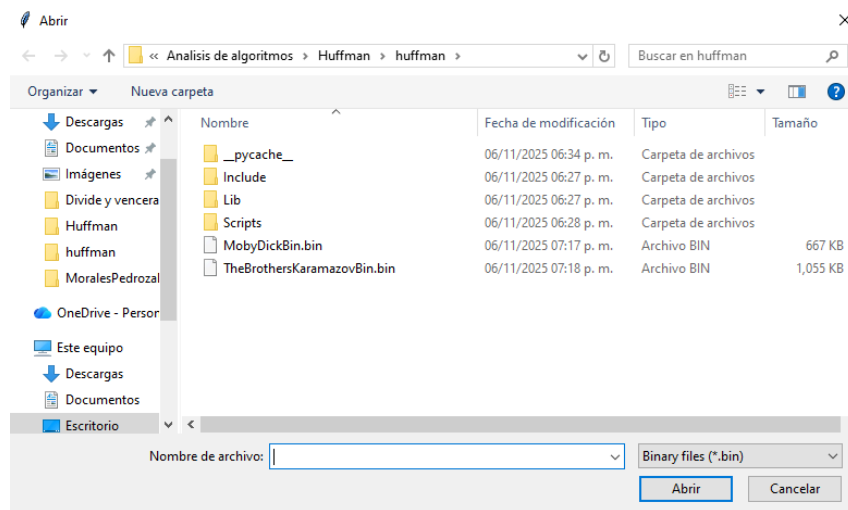 Abrir
« Analisis de algoritmos > Huffman > huffman >
Buscar en huffman
Organizar
Nueva carpeta
Descargas
Documentos
Imágenes
Divide y vencera
Huffman
huffman
MoralesPedrozal
OneDrive - Person
Este equipo
Descargas
Documentos
Escritorio
Nombre Fecha de modificación Tipo Tamaño
__pycache__ 06/11/2025 06:34 p. m. Carpeta de archivos
Include 06/11/2025 06:27 p. m. Carpeta de archivos
Lib 06/11/2025 06:27 p. m. Carpeta de archivos
Scripts 06/11/2025 06:28 p. m. Carpeta de archivos
MobyDickBin.bin 06/11/2025 07:17 p. m. Archivo BIN 667 KB
TheBrothersKaramazovBin.bin 06/11/2025 07:18 p. m. Archivo BIN 1,055 KB
Nombre de archivo:
Binary files (*.bin)
Abrir
Cancelar